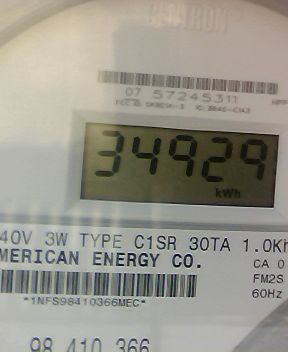 07 57245311
34929
kWh
40V 3W TYPE C1SR 30TA 1.0Kh
MERICAN ENERGY CO.
CA 0
FM2S
60Hz
*1NFS98410366MEC*
98 410 366